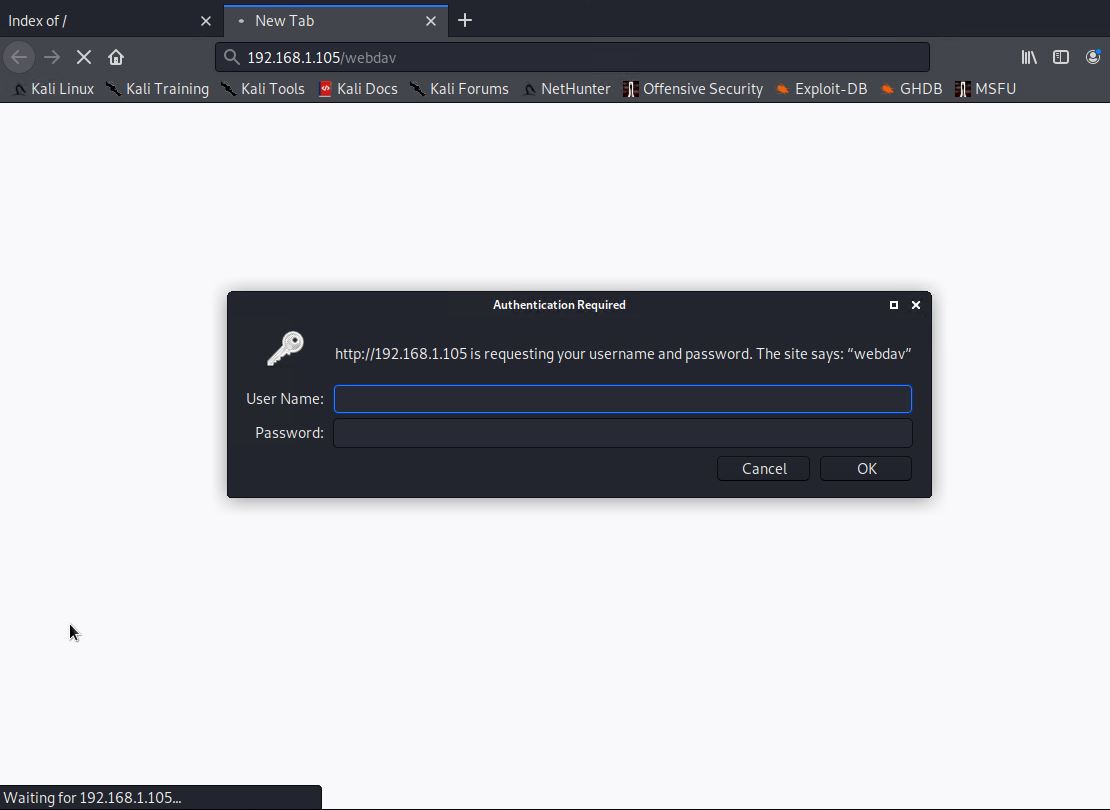 Index of /
New Tab
192.168.1.105/webdav
Kali Linux Kali Training Kali Tools Kali Docs Kali Forums NetHunter Offensive Security Exploit-DB GHDB MSFU
Authentication Required
http://192.168.1.105 is requesting your username and password. The site says: “webdav”
User Name:
Password:
Cancel OK
Waiting for 192.168.1.105...